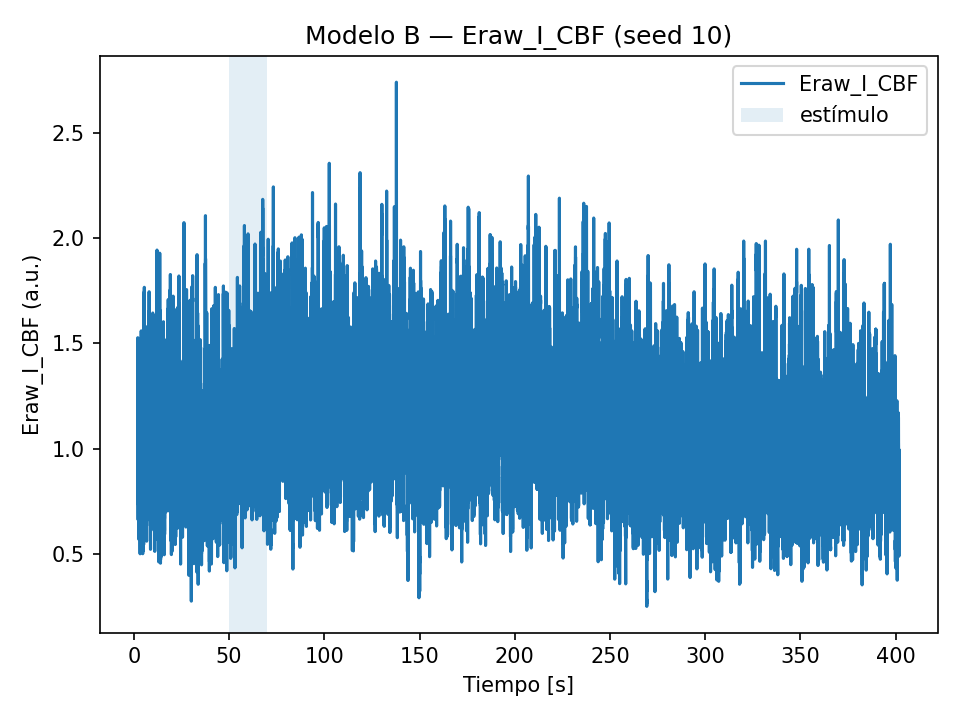 Modelo B — Eraw_I_CBF (seed 10)
Eraw_I_CBF
estímulo
Eraw_I_CBF (a.u.)
2.5
2.0
1.5
1.0
0.5
0 50 100 150 200 250 300 350 400
Tiempo [s]